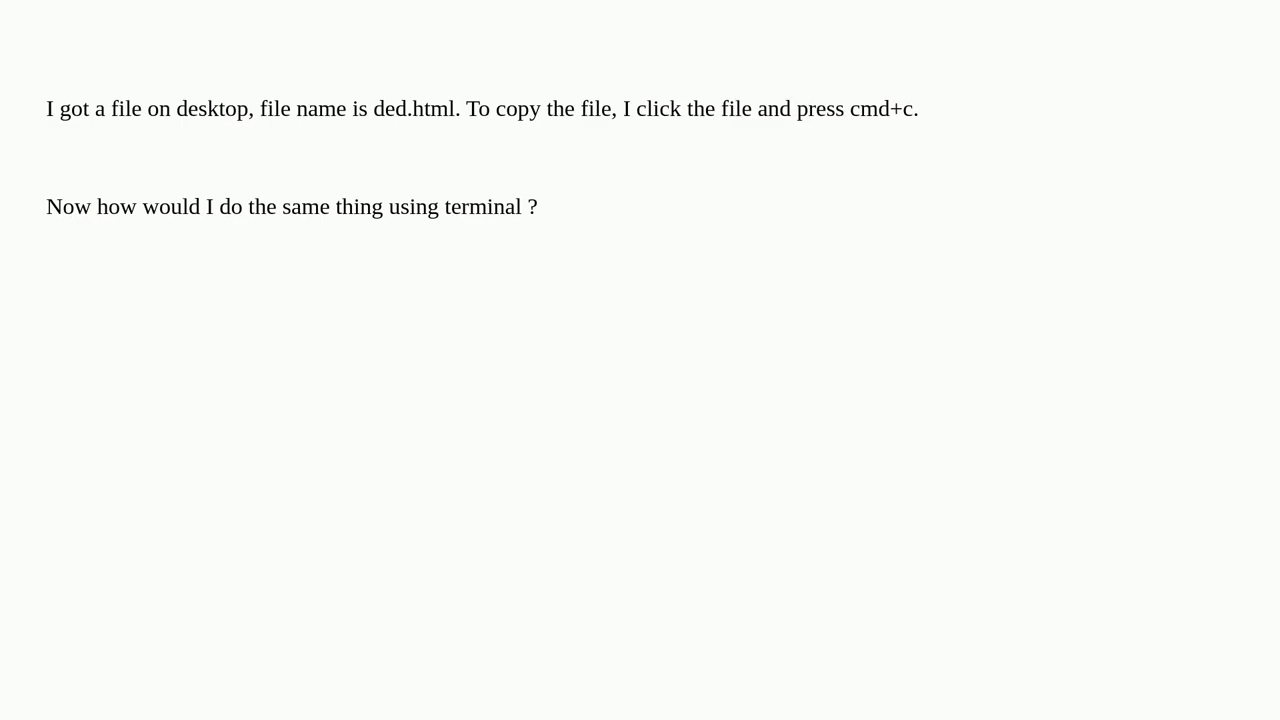 I got a file on desktop, file name is ded.html. To copy the file, I click the file and press cmd+c.
Now how would I do the same thing using terminal ?